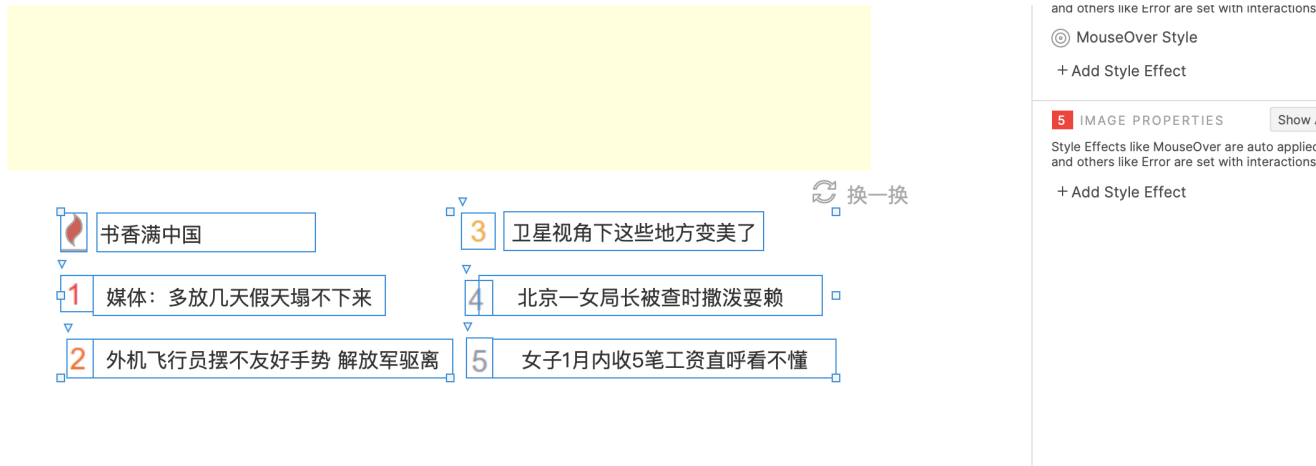 换一换
书香满中国
1 媒体：多放几天假天塌不下来
2 外机飞行员摆不友好手势 解放军驱离
3 卫星视角下这些地方变美了
4 北京一女局长被查时撒泼耍赖
5 女子1月内收5笔工资直呼看不懂
and others like Error are set with interactions
MouseOver Style
+ Add Style Effect
5 IMAGE PROPERTIES Show
Style Effects like MouseOver are auto applied
and others like Error are set with interactions
+ Add Style Effect